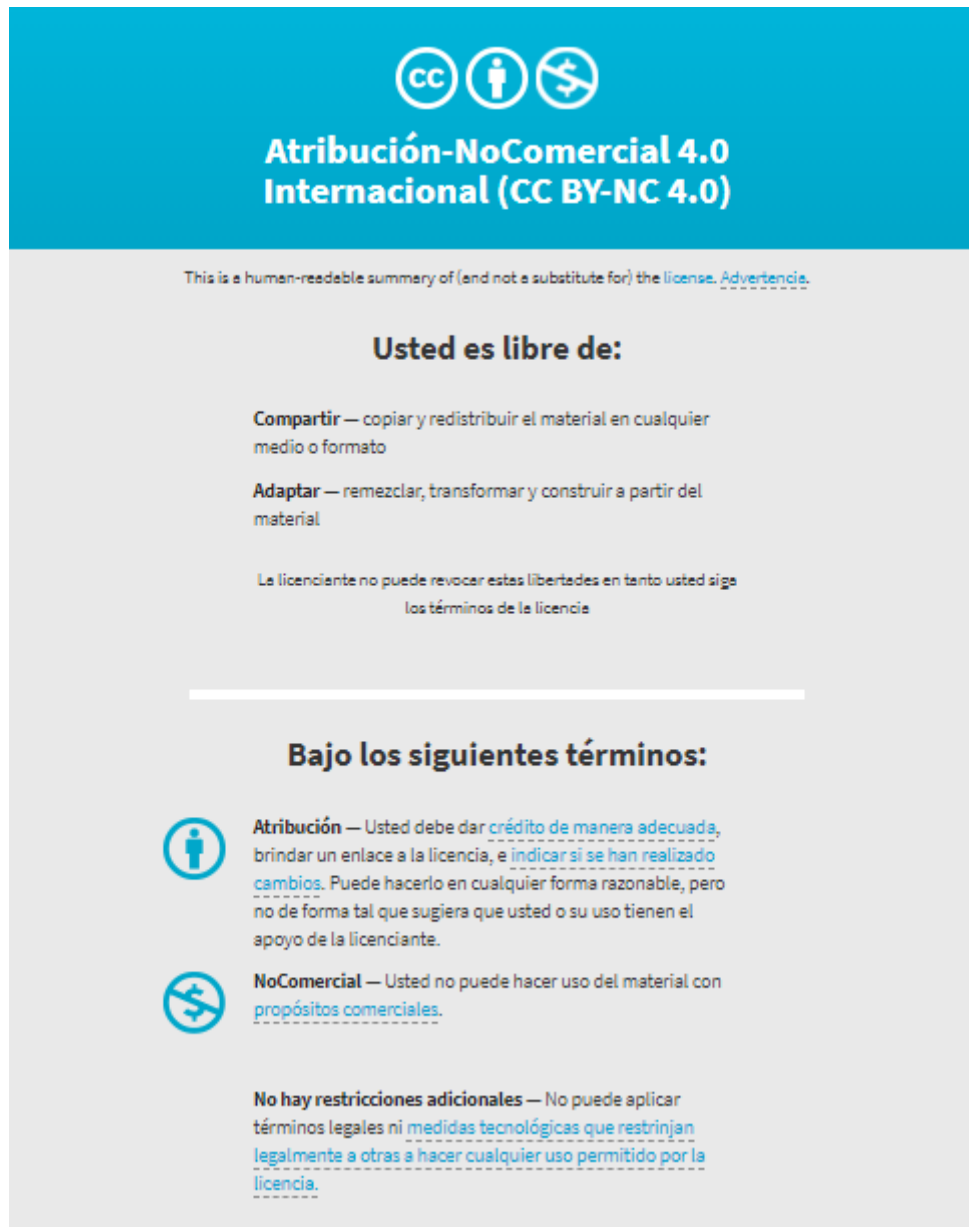 cc
Atribución-NoComercial 4.0
Internacional (CC BY-NC 4.0)
This is a human-readable summary of (and not a substitute for) the license. Advertencia.
Usted es libre de:
Compartir — copiar y redistribuir el material en cualquier
medio o formato
Adaptar — remezclar, transformar y construir a partir del
material
La licenciante no puede revocar estas libertades en tanto usted siga
los términos de la licencia
Bajo los siguientes términos:
Atribución — Usted debe dar crédito de manera adecuada,
brindar un enlace a la licencia, e indicar si se han realizado
cambios. Puede hacerlo en cualquier forma razonable, pero
no de forma tal que sugiera que usted o su uso tienen el
apoyo de la licenciante.
NoComercial — Usted no puede hacer uso del material con
propósitos comerciales.
No hay restricciones adicionales — No puede aplicar
términos legales ni medidas tecnológicas que restrinjan
legalmente a otras a hacer cualquier uso permitido por la
licencia.